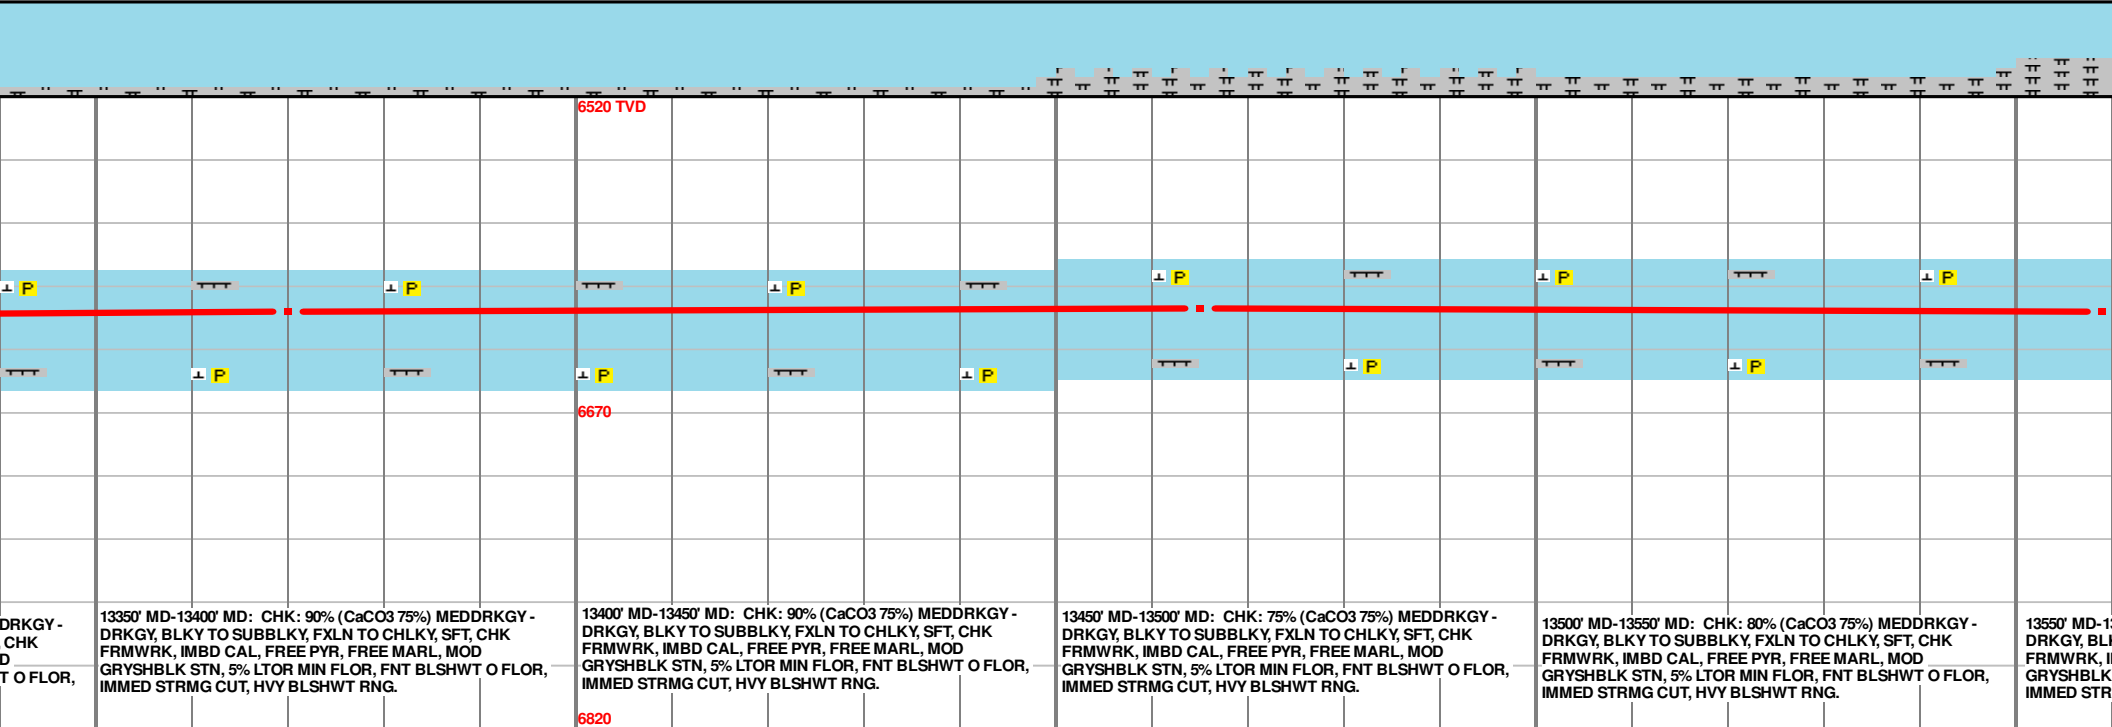 6520 TVD
P
P
P
P
P
P
P
P
P
P
P
P
P
6670
DRKGY -
CHK
D
T O FLOR,
13350' MD-13400' MD: CHK: 90% (CaCO3 75%) MEDDRKGY -
DRKGY, BLKY TO SUBBLKY, FXLN TO CHLKY, SFT, CHK
FRMWRK, IMBD CAL, FREE PYR, FREE MARL, MOD
GRYSHBLK STN, 5% LTOR MIN FLOR, FNT BLSHWT O FLOR,
IMMED STRMG CUT, HVY BLSHWT RNG.
13400' MD-13450' MD: CHK: 90% (CaCO3 75%) MEDDRKGY -
DRKGY, BLKY TO SUBBLKY, FXLN TO CHLKY, SFT, CHK
FRMWRK, IMBD CAL, FREE PYR, FREE MARL, MOD
GRYSHBLK STN, 5% LTOR MIN FLOR, FNT BLSHWT O FLOR,
IMMED STRMG CUT, HVY BLSHWT RNG.
13450' MD-13500' MD: CHK: 75% (CaCO3 75%) MEDDRKGY -
DRKGY, BLKY TO SUBBLKY, FXLN TO CHLKY, SFT, CHK
FRMWRK, IMBD CAL, FREE PYR, FREE MARL, MOD
GRYSHBLK STN, 5% LTOR MIN FLOR, FNT BLSHWT O FLOR,
IMMED STRMG CUT, HVY BLSHWT RNG.
13500' MD-13550' MD: CHK: 80% (CaCO3 75%) MEDDRKGY -
DRKGY, BLKY TO SUBBLKY, FXLN TO CHLKY, SFT, CHK
FRMWRK, IMBD CAL, FREE PYR, FREE MARL, MOD
GRYSHBLK STN, 5% LTOR MIN FLOR, FNT BLSHWT O FLOR,
IMMED STRMG CUT, HVY BLSHWT RNG.
13550' MD-1
DRKGY, BL
FRMWRK, I
GRYSHBLK
IMMED STR
6820